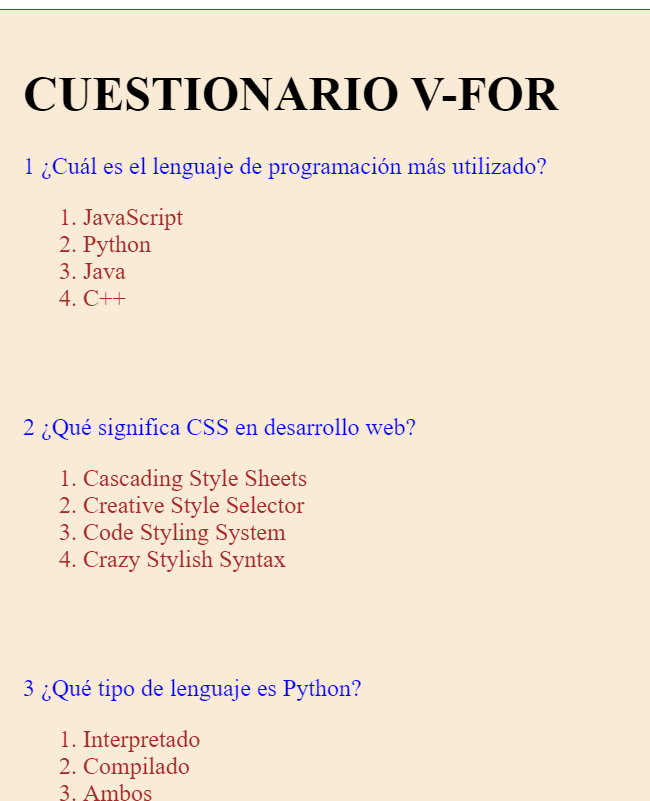 CUESTIONARIO V-FOR
1 ¿Cuál es el lenguaje de programación más utilizado?
1. JavaScript
2. Python
3. Java
4. C++
2 ¿Qué significa CSS en desarrollo web?
1. Cascading Style Sheets
2. Creative Style Selector
3. Code Styling System
4. Crazy Stylish Syntax
3 ¿Qué tipo de lenguaje es Python?
1. Interpretado
2. Compilado
3. Ambos